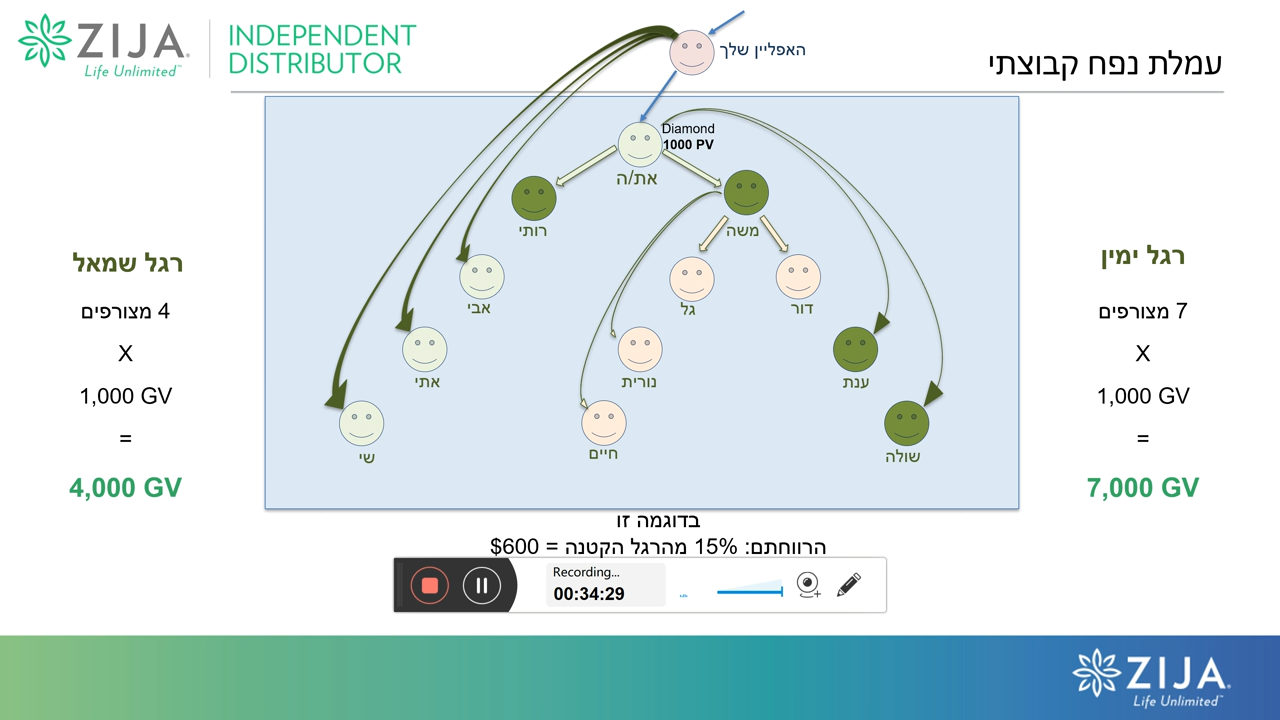 ZIJA
Life Unlimited™
INDEPENDENT
DISTRIBUTOR
עמלת נפח קבוצתי
האפליין שלך
Diamond
1000 PV
את/ה
רותי
משה
אבי
גל
דור
אתי
נורית
ענת
שי
חיים
שולה
רגל שמאל
4 מצורפים
X
1,000 GV
=
4,000 GV
רגל ימין
7 מצורפים
X
1,000 GV
=
7,000 GV
בדוגמה זו
הרווחתם: 15% מהרגל הקטנה = 600$
Recording...
00:34:29
ZIJA
Life Unlimited™